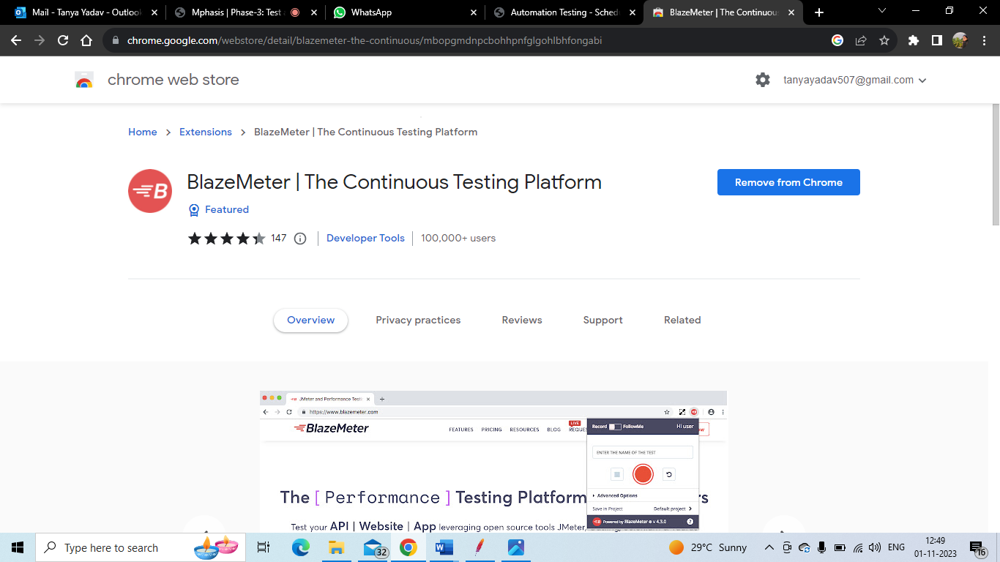 Mail - Tanya Yadav - Outlook
Mphasis | Phase-3: Test a
WhatsApp
Automation Testing - Sched
BlazeMeter | The Continuous
chrome.google.com/webstore/detail/blazemeter-the-continuous/mbopgmdnpcbohhpnfglgohlbhfongabi
chrome web store
tanyayadav507@gmail.com
Home > Extensions > BlazeMeter | The Continuous Testing Platform
BlazeMeter | The Continuous Testing Platform
Remove from Chrome
Featured
147
Developer Tools
100,000+ users
Overview
Privacy practices
Reviews
Support
Related
JMeter and Performance Testi
https://www.blazemeter.com
BlazeMeter
FEATURES PRICING RESOURCES BLOG
LIVE
Record FollowMe Hi user
ENTER THE NAME OF THE TEST
Advanced Options
Save in Project Default project >
Powered by BlazeMeter ® v 4.3.0
The [ Performance ] Testing Platform
Test your API | Website | App leveraging open source tools JMeter,
Type here to search
32
29°C Sunny
ENG
12:49
01-11-2023
16